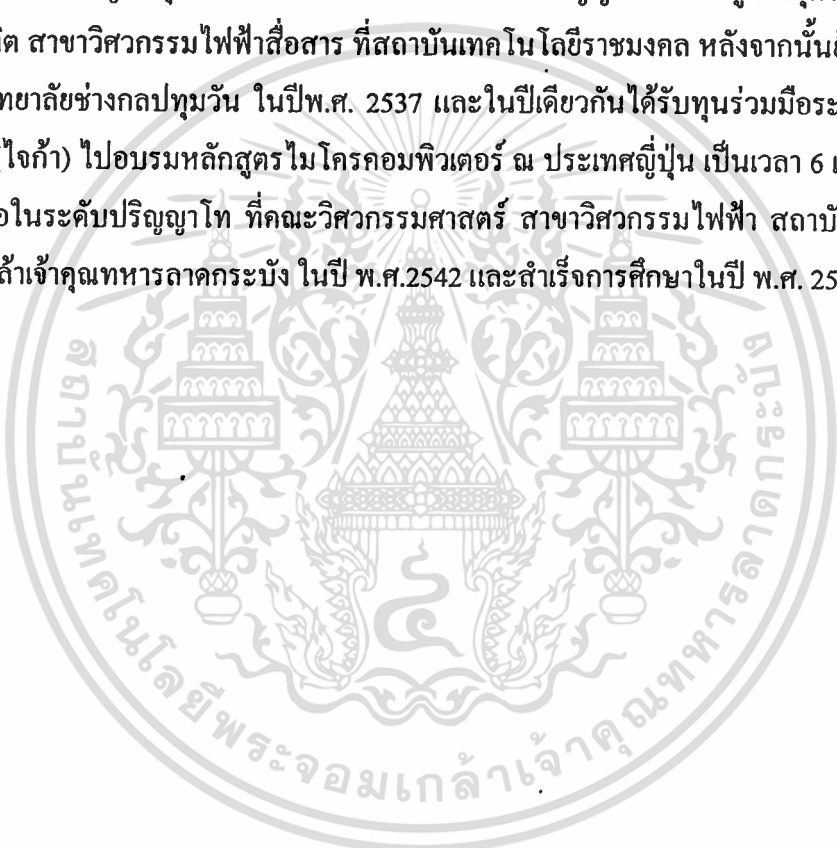 ต สาขาวิศวกรรมไฟฟ้าสื่อสาร ที่สถาบันเทคโนโลยีราชมงคล หลังจากนั้น
ทยาลัยช่างกลปทุมวัน ในปีพ.ศ. 2537 และในปีเดียวกันได้รับทุนร่วมมือระ
ไจก้า) ไปอบรมหลักสูตรไมโครคอมพิวเตอร์ ณ ประเทศญี่ปุ่น เป็นเวลา 6 เ
อในระดับปริญญาโท ที่คณะวิศวกรรมศาสตร์ สาขาวิศวกรรมไฟฟ้า สถาบั
ล้าเจ้าคุณทหารลาดกระบัง ในปี พ.ศ.2542 และสำเร็จการศึกษาในปี พ.ศ. 25
สถาบันเทคโนโลยีพระจอมเกล้าเจ้าคุณทหารลาดกระบัง